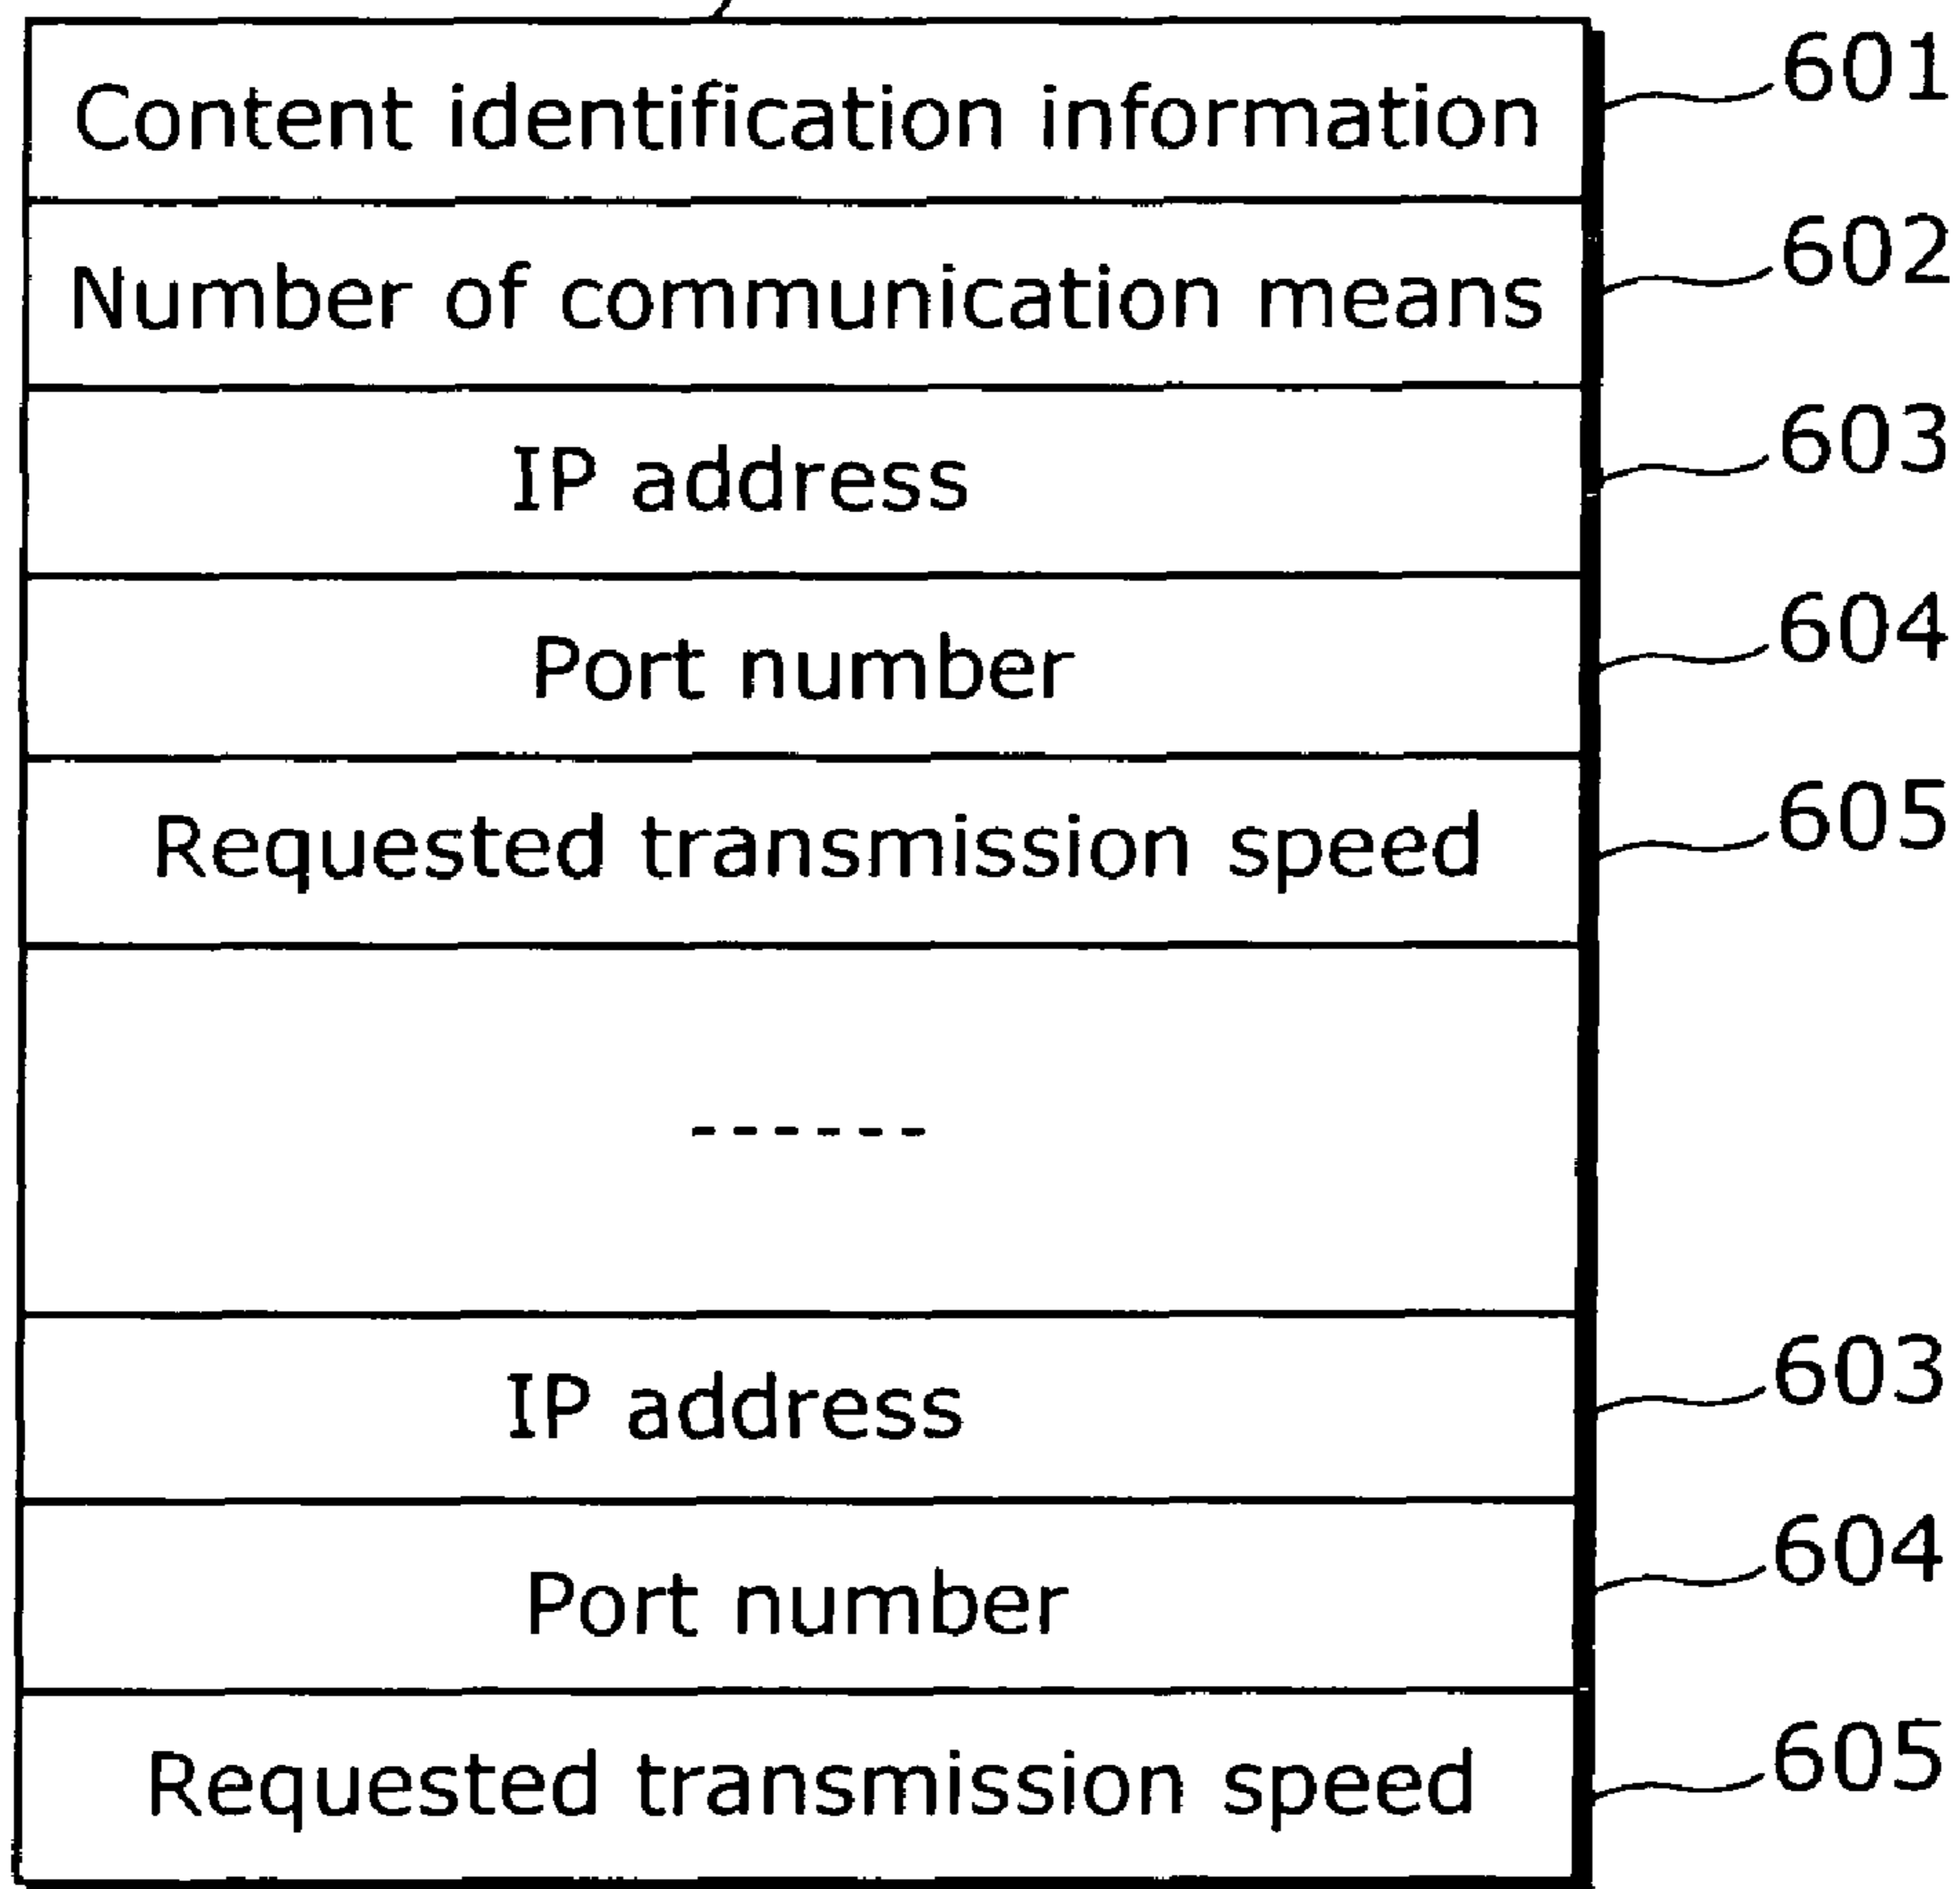 Content identification information 601
Number of communication means 602
IP address 603
Port number 604
Requested transmission speed 605
------
IP address 603
Port number 604
Requested transmission speed 605